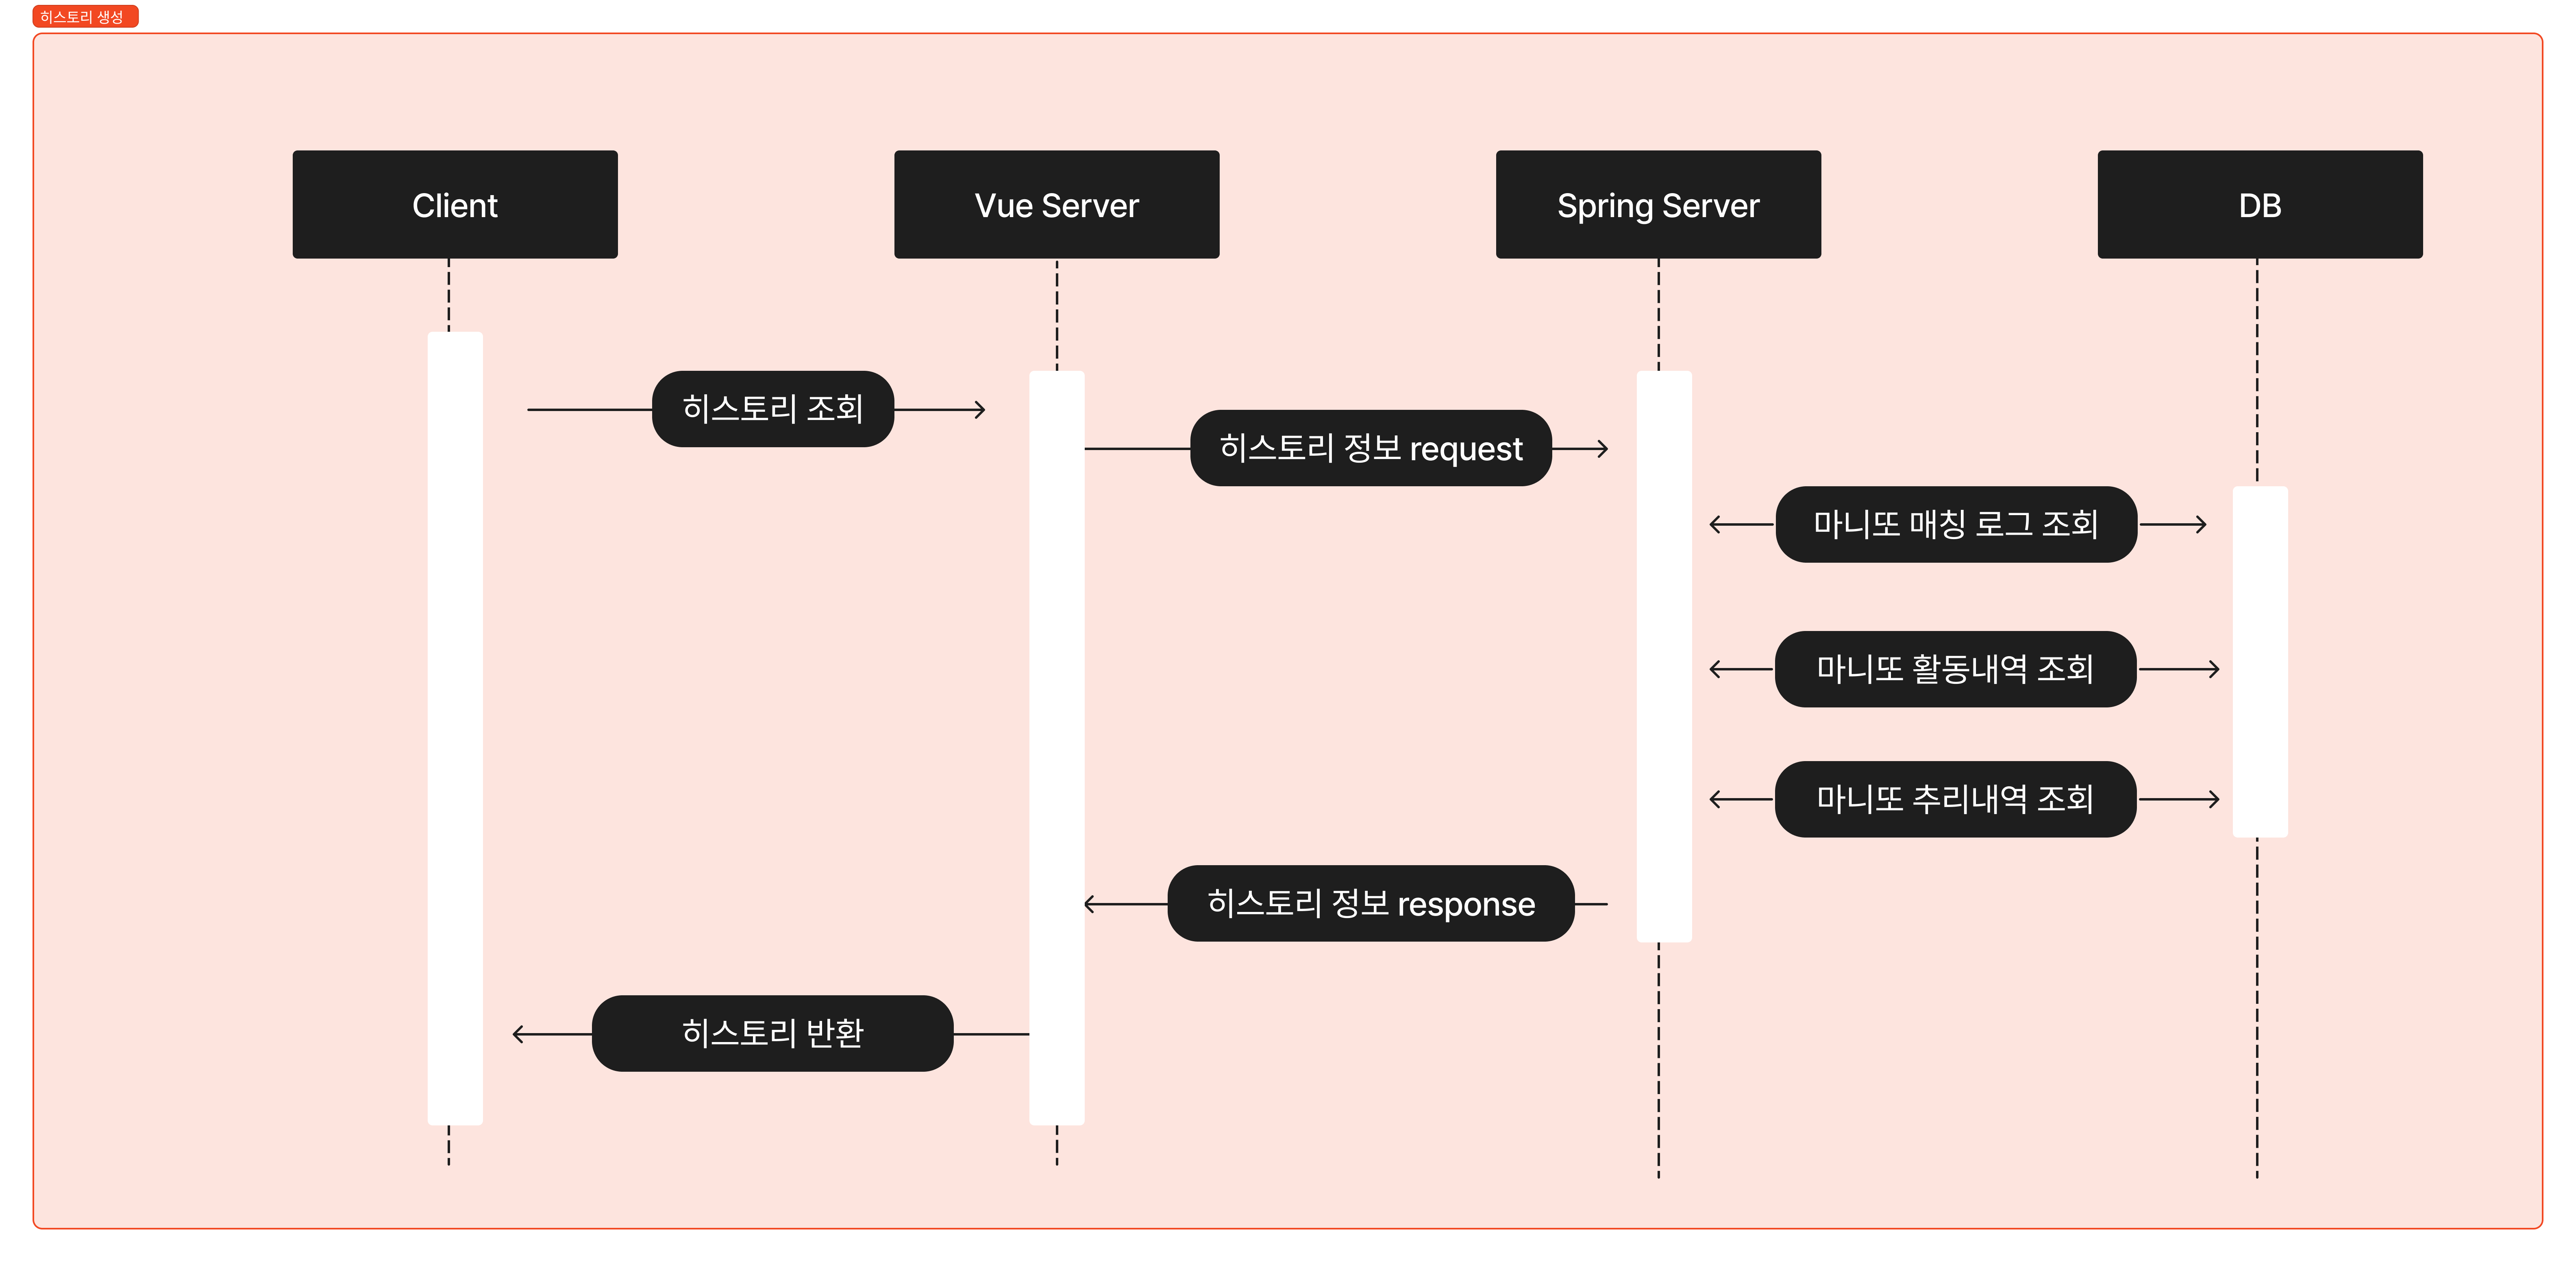 히스토리 생성
Client
Vue Server
Spring Server
DB
히스토리 조회
히스토리 정보 request
마니또 매칭 로그 조회
마니또 활동내역 조회
마니또 추리내역 조회
히스토리 정보 response
히스토리 반환